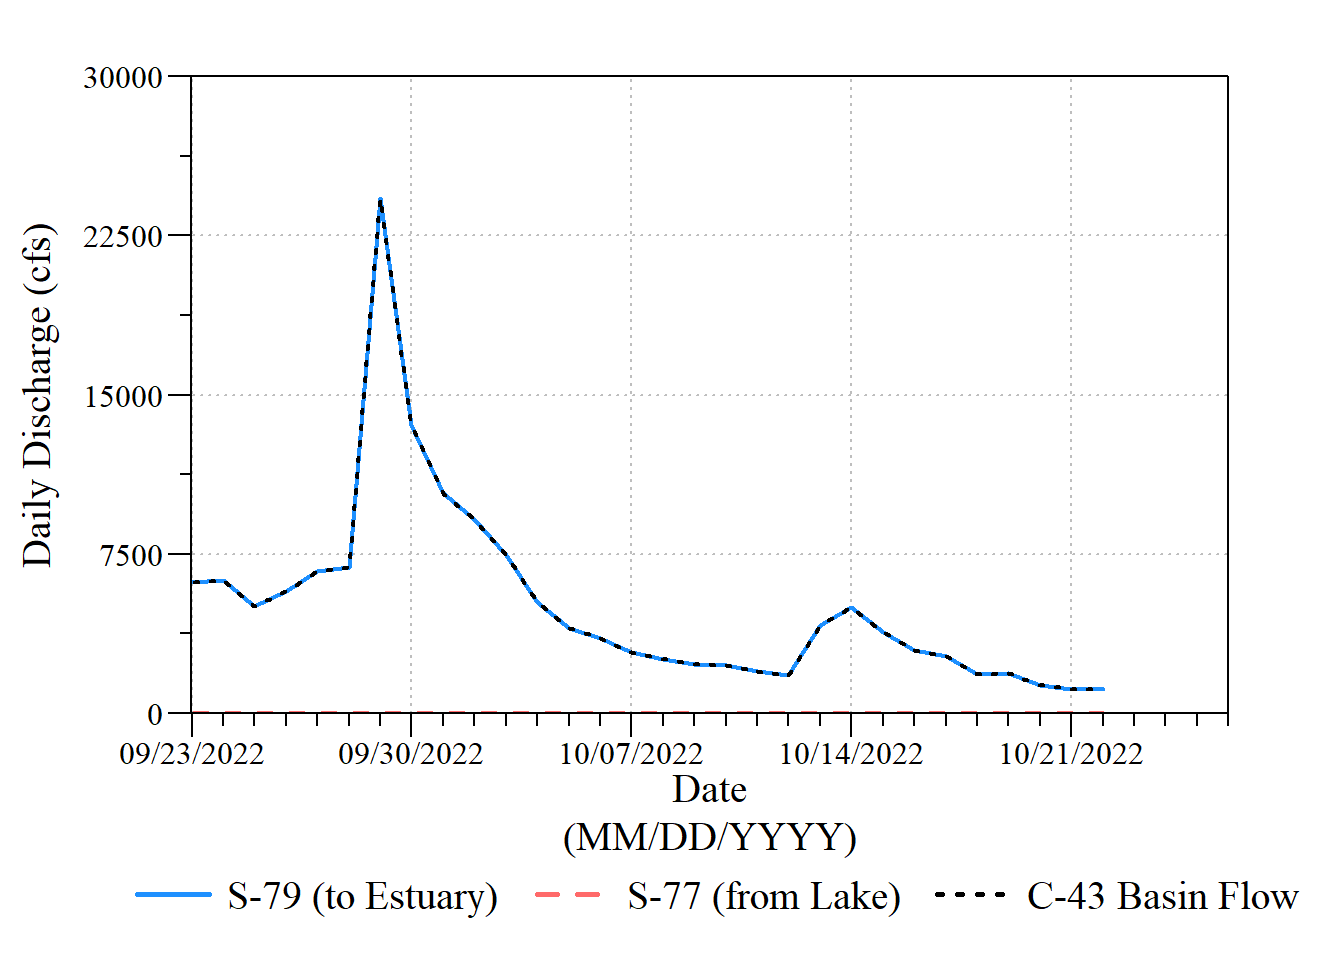 30000
22500
15000
7500
0
Daily Discharge (cfs)
09/23/2022 09/30/2022 10/07/2022 10/14/2022 10/21/2022
Date
(MM/DD/YYYY)
S-79 (to Estuary) S-77 (from Lake) C-43 Basin Flow